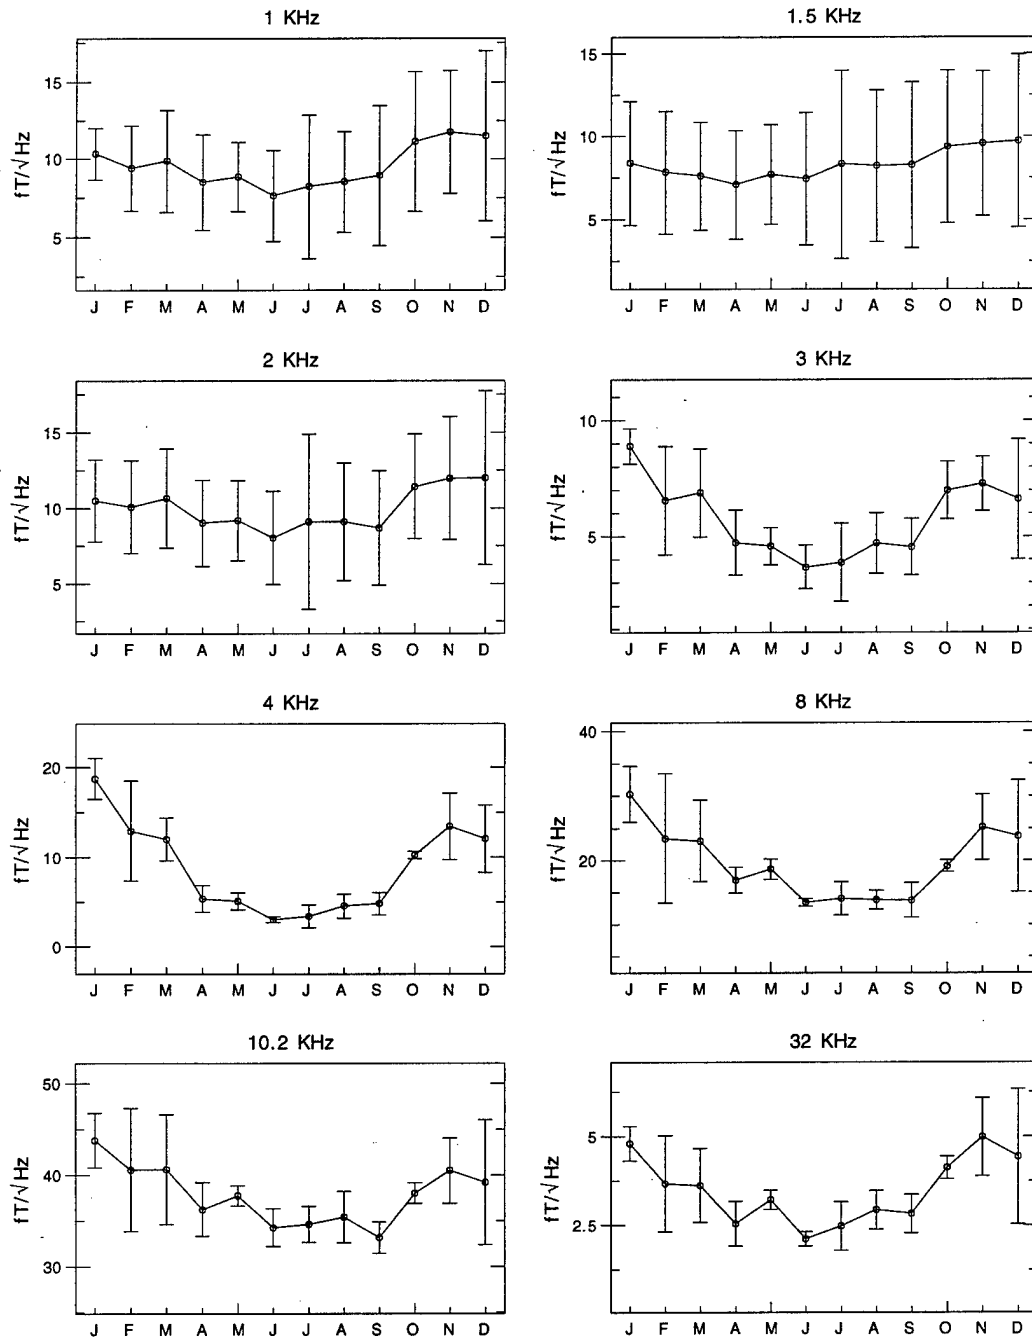 1 KHz
fT/√Hz
15
10
5
J F M A M J J A S O N D
1.5 KHz
fT/√Hz
15
10
5
J F M A M J J A S O N D
2 KHz
fT/√Hz
15
10
5
J F M A M J J A S O N D
3 KHz
fT/√Hz
10
5
J F M A M J J A S O N D
4 KHz
fT/√Hz
20
10
0
J F M A M J J A S O N D
8 KHz
fT/√Hz
40
20
J F M A M J J A S O N D
10.2 KHz
fT/√Hz
50
40
30
J F M A M J J A S O N D
32 KHz
fT/√Hz
5
2.5
J F M A M J J A S O N D